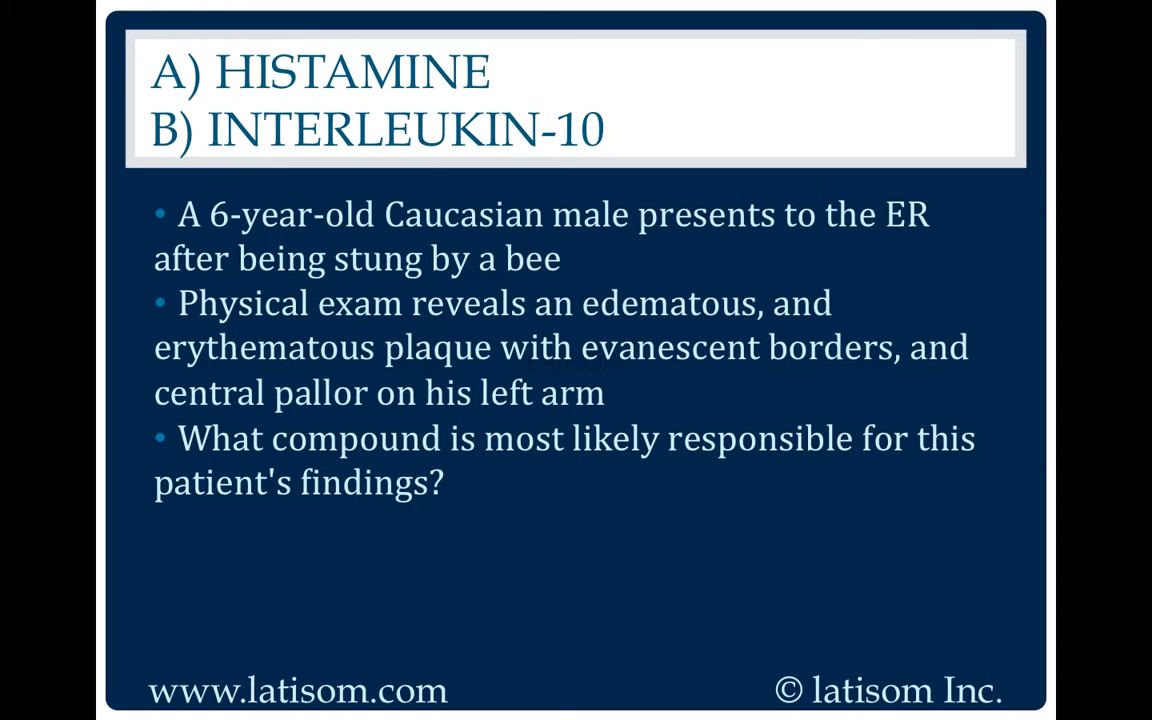 A) HISTAMINE
B) INTERLEUKIN-10
• A 6-year-old Caucasian male presents to the ER
after being stung by a bee
• Physical exam reveals an edematous, and
erythematous plaque with evanescent borders, and
central pallor on his left arm
• What compound is most likely responsible for this
patient's findings?
www.latisom.com
© latisom Inc.